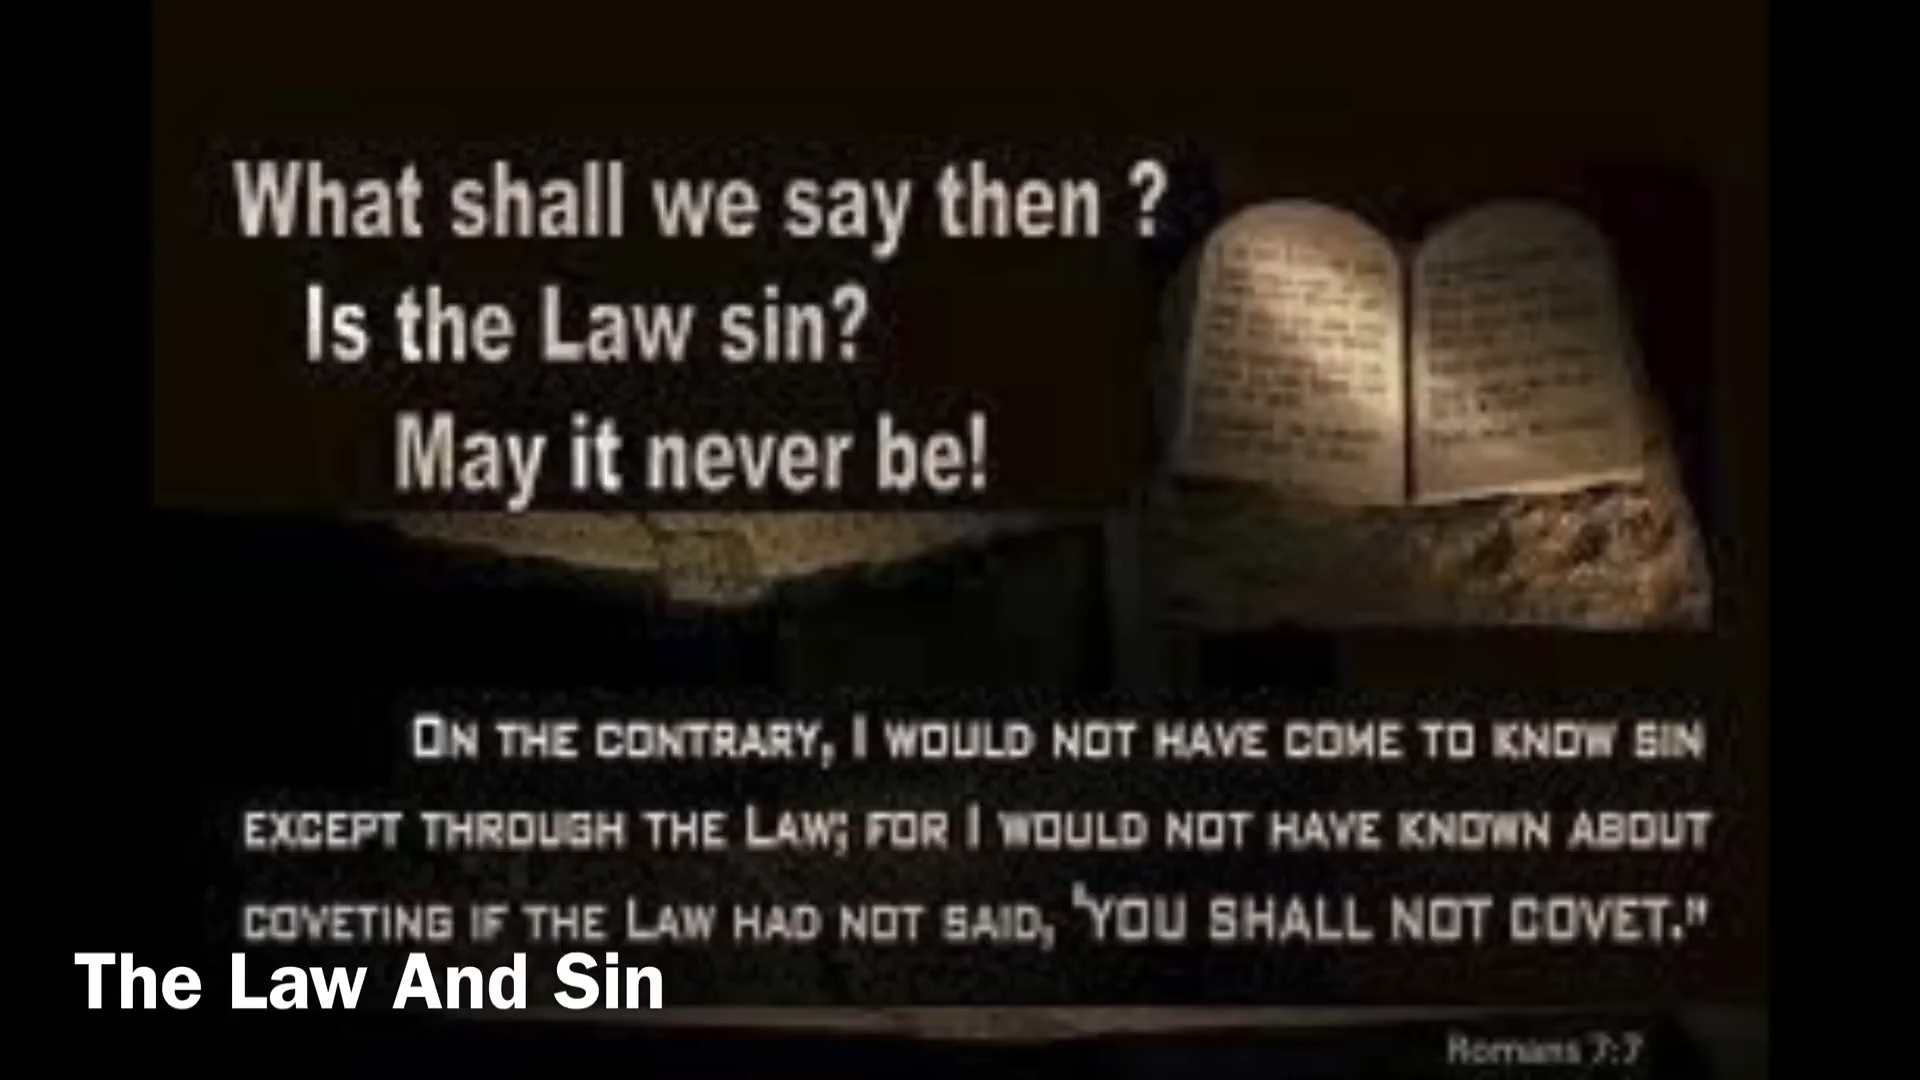 What shall we say then ?
Is the Law sin?
May it never be!
On the contrary, I would not have come to know sin
except through the Law; for I would not have known about
coveting if the Law had not said, "YOU SHALL NOT COVET."
The Law And Sin
Romans 7:7